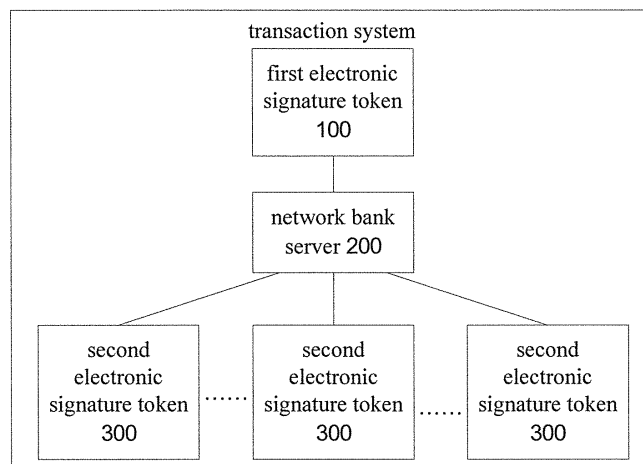 transaction system
first electronic
signature token
100
network bank
server 200
second
electronic
signature token
300
......
second
electronic
signature token
300
......
second
electronic
signature token
300